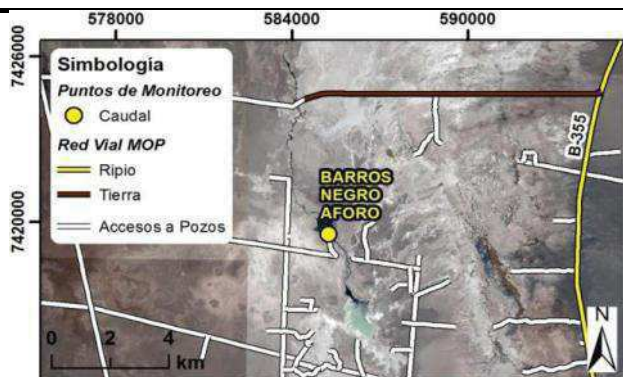 578000 584000 590000
7426000
7420000
Simbología
Puntos de Monitoreo
Caudal
Red Vial MOP
Ripio
Tierra
Accesos a Pozos
BARROS
NEGRO
AFORO
B-355
0 2 4
km
N